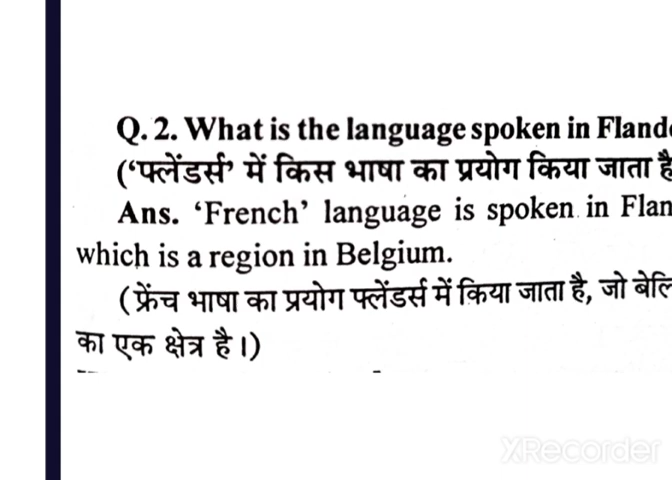 Q. 2. What is the language spoken in Fland
('फ्लेंडर्स' में किस भाषा का प्रयोग किया जाता है
Ans. 'French' language is spoken in Flan
which is a region in Belgium.
(फ्रेंच भाषा का प्रयोग फ्लेंडर्स में किया जाता है, जो बेल्
का एक क्षेत्र है।)
XRecorder